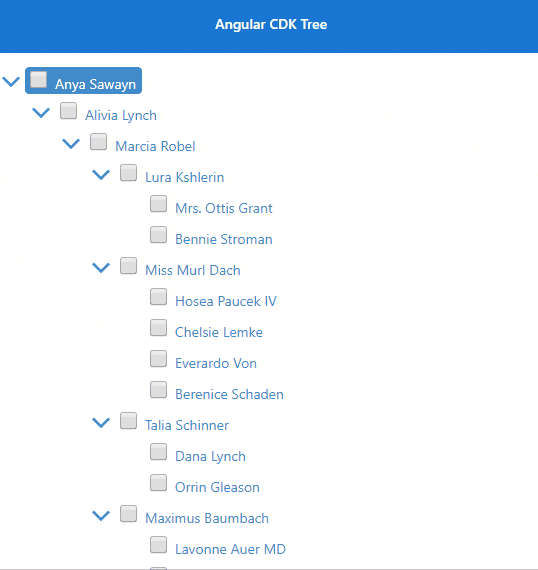 Angular CDK Tree
Anya Sawayn
Alivia Lynch
Marcia Robel
Lura Kshlerin
Mrs. Ottis Grant
Bennie Stroman
Miss Murl Dach
Hosea Paucek IV
Chelsie Lemke
Everardo Von
Berenice Schaden
Talia Schinner
Dana Lynch
Orrin Gleason
Maximus Baumbach
Lavonne Auer MD